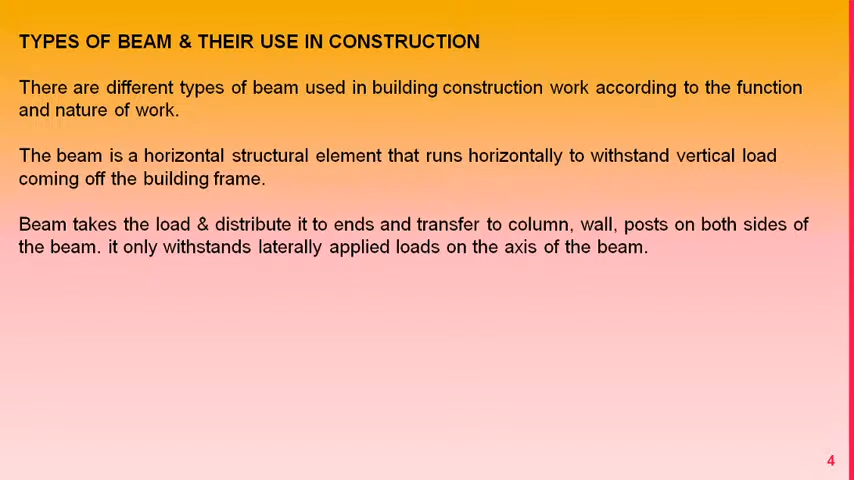 TYPES OF BEAM & THEIR USE IN CONSTRUCTION
There are different types of beam used in building construction work according to the function
and nature of work.
The beam is a horizontal structural element that runs horizontally to withstand vertical load
coming off the building frame.
Beam takes the load & distribute it to ends and transfer to column, wall, posts on both sides of
the beam. it only withstands laterally applied loads on the axis of the beam.
4